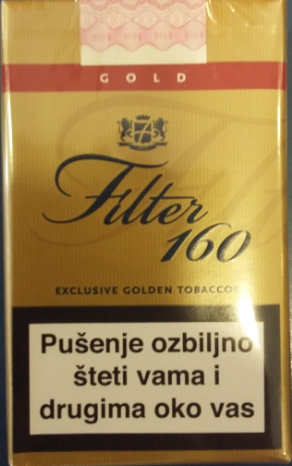 GOLD
Filter
160
EXCLUSIVE GOLDEN TOBACCOS
Pušenje ozbiljno
šteti vama i
drugima oko vas